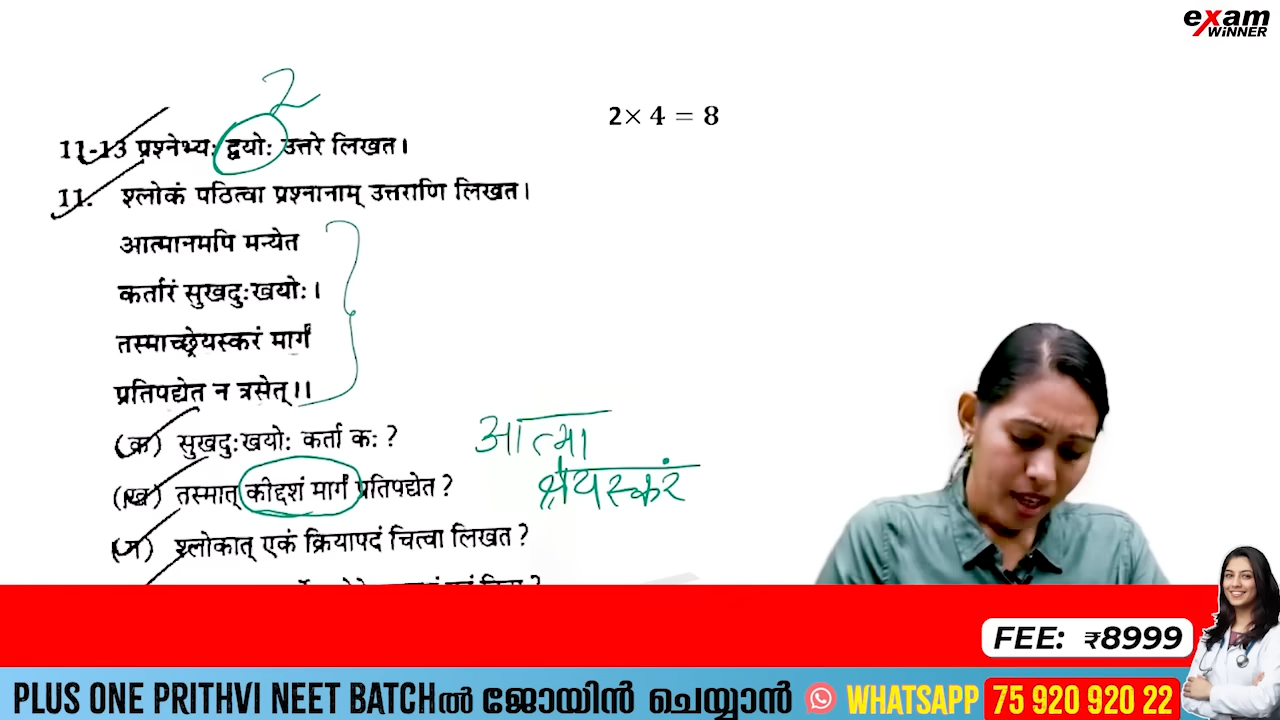 exam
WiNNER
2
2× 4 = 8
11-13 प्रश्नेभ्यः द्वयोः उत्तरे लिखत।
11. श्लोकं पठित्वा प्रश्नानाम् उत्तराणि लिखत।
आत्मानमपि मन्येत
कर्तारं सुखदुःखयोः।
तस्माच्छ्रेयस्करं मार्गं
प्रतिपद्येत न त्रसेत्।।
(क) सुखदुःखयोः कर्ता कः ? आत्मा
(ख) तस्मात् कीदृशं मार्गं प्रतिपद्येत ? श्रेयस्करं
(ग) श्लोकात् एकं क्रियापदं चित्वा लिखत ?
FEE: ₹8999
PLUS ONE PRITHVI NEET BATCHൽ ജോയിൻ ചെയ്യാൻ WHATSAPP 75 920 920 22